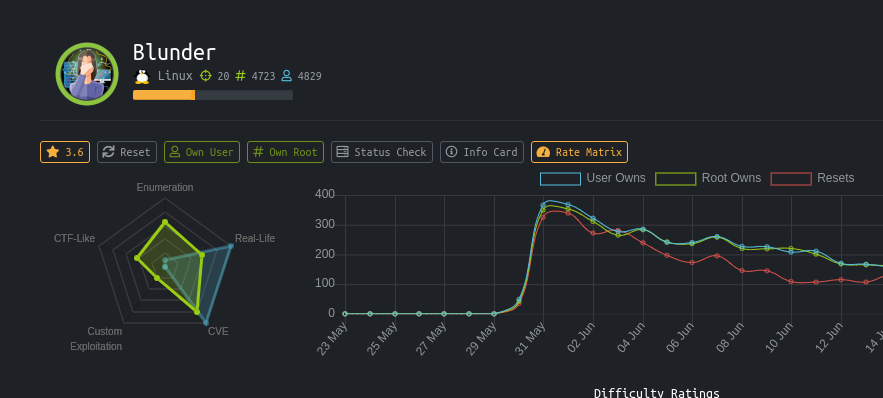 Blunder
Linux 20 # 4723 4829
3.6 Reset Own User # Own Root Status Check Info Card Rate Matrix
User Owns Root Owns Resets
Enumeration
CTF-Like Real-Life
Custom
Exploitation
CVE
400
300
200
100
0
23 May 25 May 27 May 29 May 31 May 02 Jun 04 Jun 06 Jun 08 Jun 10 Jun 12 Jun 14 J
Difficulty Ratings